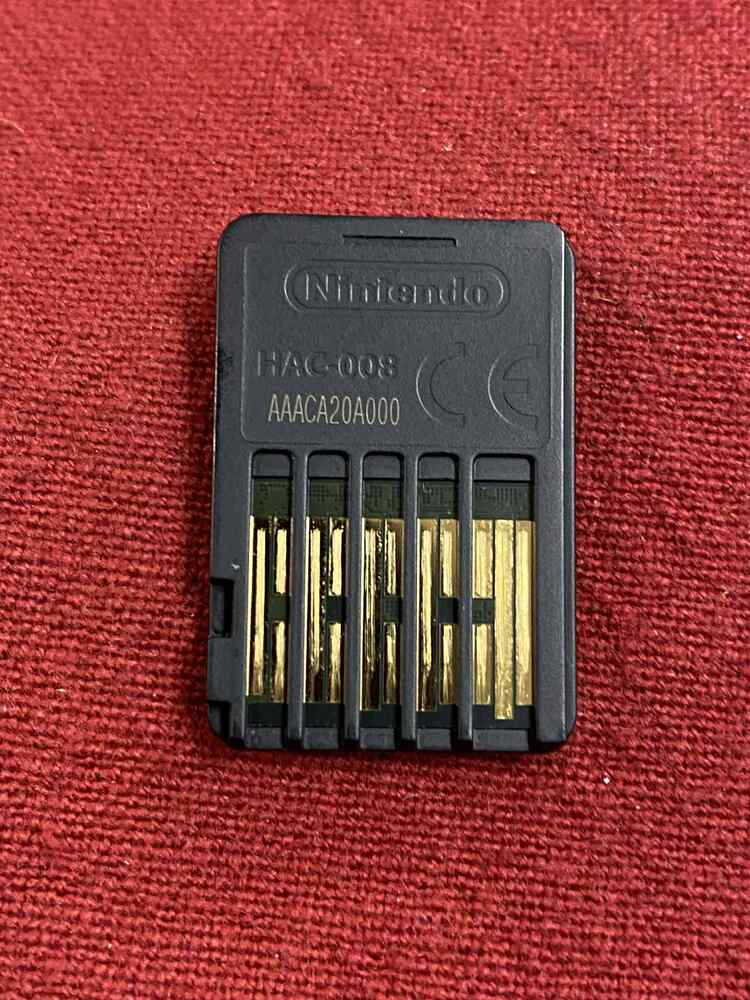 Nintendo
HAC-008
AAACA20A000
CE